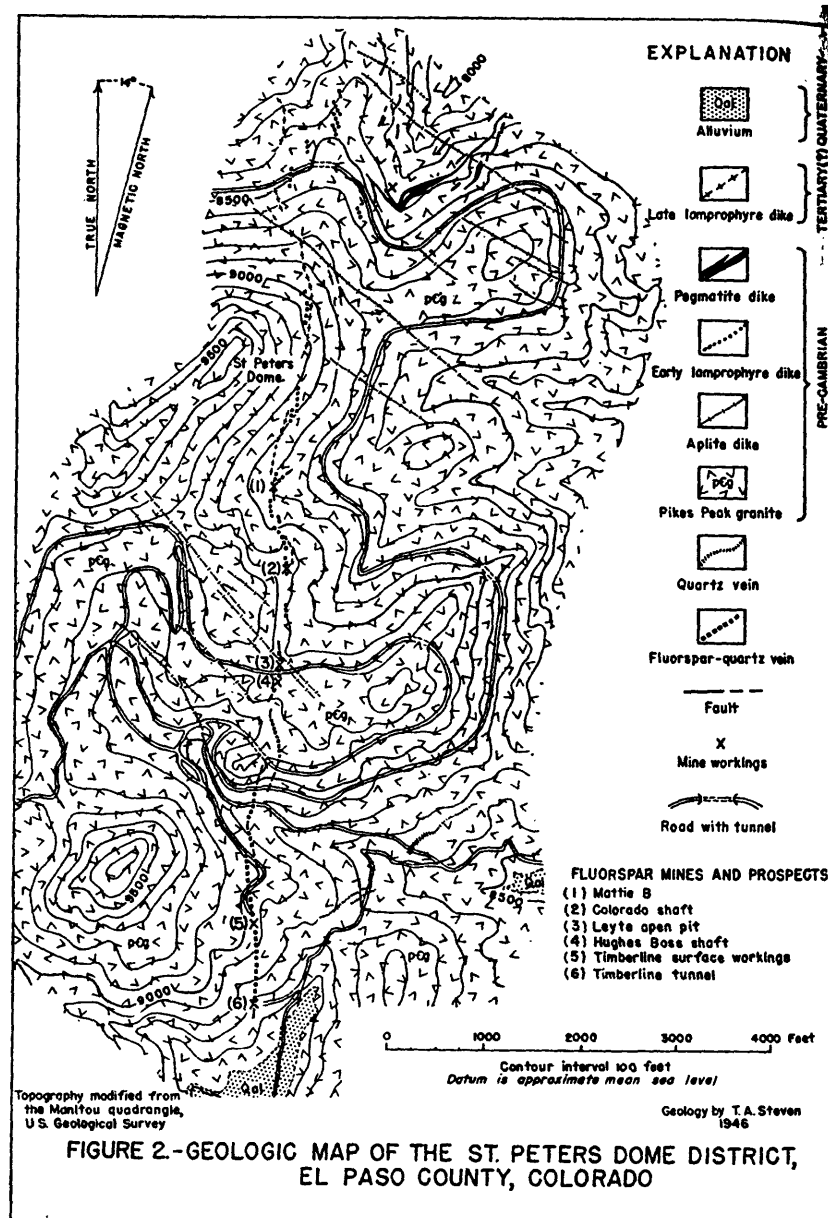 EXPLANATION
Qal
Alluvium
Late lamprophyre dike
Pegmatite dike
Early lamprophyre dike
Aplite dike
p€g
Pikes Peak granite
Quartz vein
Fluorspar-quartz vein
Fault
X
Mine workings
Road with tunnel
QUATERNARY
TERTIARY(?)
PRE-CAMBRIAN
14°
TRUE NORTH
MAGNETIC NORTH
9000
8500
9000
p€g
9500
St Peters
Dome
(1)
(2)
p€g
(3)
(4)
p€g
9500
p€g
(5)
(6)
9000
Qal
8500
p€g
Qal
FLUORSPAR MINES AND PROSPECTS
(1) Mattie B
(2) Colorado shaft
(3) Leyte open pit
(4) Hughes Boss shaft
(5) Timberline surface workings
(6) Timberline tunnel
0 1000 2000 3000 4000 Feet
Contour interval 100 feet
Datum is approximate mean sea level
Topography modified from
the Manitou quadrangle,
U.S. Geological Survey
Geology by T.A. Steven
1946
FIGURE 2.-GEOLOGIC MAP OF THE ST. PETERS DOME DISTRICT,
EL PASO COUNTY, COLORADO